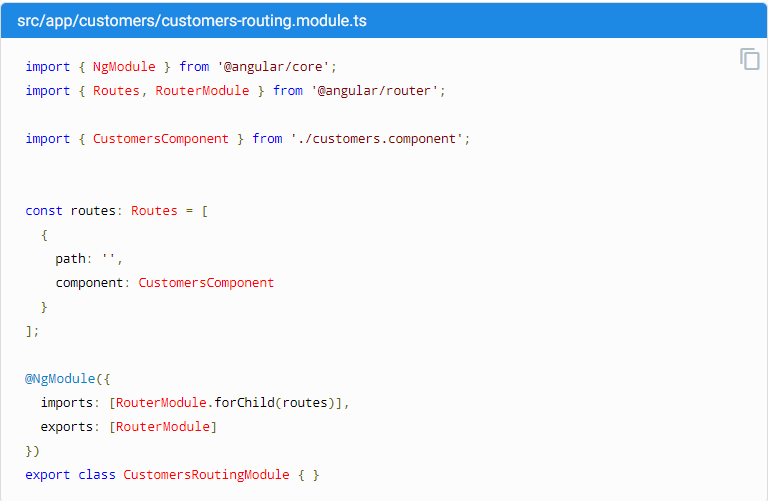 src/app/customers/customers-routing.module.ts
import { NgModule } from '@angular/core';
import { Routes, RouterModule } from '@angular/router';
import { CustomersComponent } from './customers.component';
const routes: Routes = [
  {
    path: '',
    component: CustomersComponent
  }
];
@NgModule({
  imports: [RouterModule.forChild(routes)],
  exports: [RouterModule]
})
export class CustomersRoutingModule { }